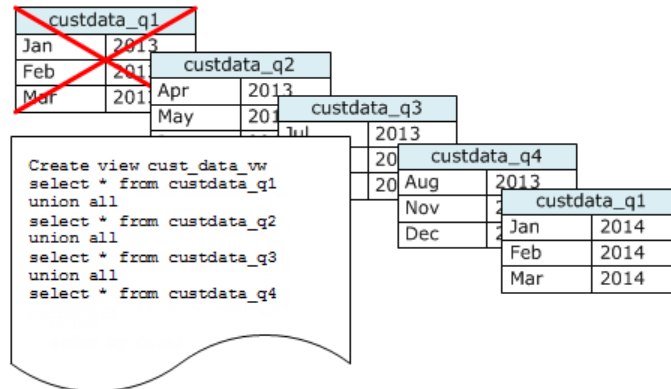 custdata_q1
Jan 2013
Feb
Mar
custdata_q2
Apr 2013
May
custdata_q3
Jul 2013
custdata_q4
Aug 2013
Nov
Dec
custdata_q1
Jan 2014
Feb 2014
Mar 2014
Create view cust_data_vw
select * from custdata_q1
union all
select * from custdata_q2
union all
select * from custdata_q3
union all
select * from custdata_q4